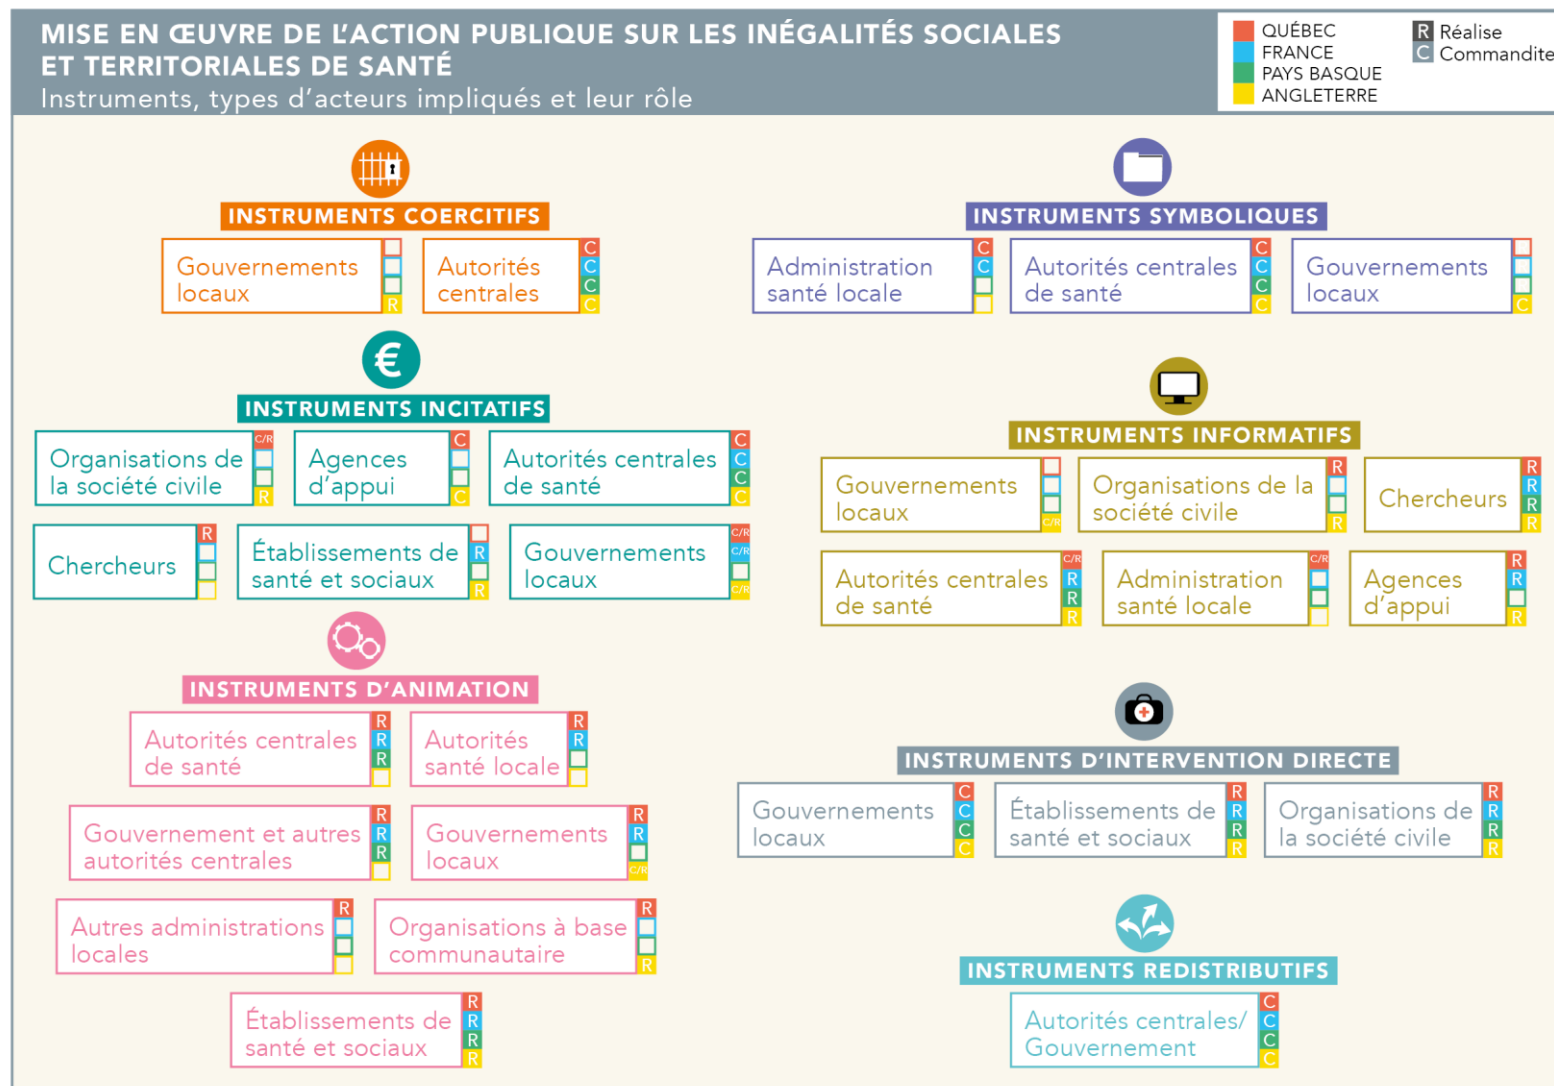 MISE EN ŒUVRE DE L'ACTION PUBLIQUE SUR LES INÉGALITÉS SOCIALES
ET TERRITORIALES DE SANTÉ
Instruments, types d'acteurs impliqués et leur rôle
QUÉBEC
FRANCE
PAYS BASQUE
ANGLETERRE
R Réalise
C Commandite
INSTRUMENTS COERCITIFS
Gouvernements
locaux
R
Autorités
centrales
C
C
C
C
INSTRUMENTS SYMBOLIQUES
Administration
santé locale
C
C
Autorités centrales
de santé
C
C
C
C
Gouvernements
locaux
C
€
INSTRUMENTS INCITATIFS
Organisations de
la société civile
C/R
R
Agences
d'appui
C
C
Autorités centrales
de santé
C
C
C
C
Chercheurs
R
Établissements de
santé et sociaux
R
R
Gouvernements
locaux
C/R
C/R
C/R
INSTRUMENTS INFORMATIFS
Gouvernements
locaux
C/R
Organisations de la
société civile
R
R
Chercheurs
R
R
R
R
Autorités centrales
de santé
C/R
R
R
R
Administration
santé locale
C/R
Agences
d'appui
R
R
R
INSTRUMENTS D'ANIMATION
Autorités centrales
de santé
R
R
R
Autorités
santé locale
R
R
Gouvernement et autres
autorités centrales
R
R
R
Gouvernements
locaux
R
R
C/R
Autres administrations
locales
R
Organisations à base
communautaire
R
R
Établissements de
santé et sociaux
R
R
R
R
INSTRUMENTS D'INTERVENTION DIRECTE
Gouvernements
locaux
C
C
C
C
Établissements de
santé et sociaux
R
R
R
R
Organisations de
la société civile
R
R
R
R
INSTRUMENTS REDISTRIBUTIFS
Autorités centrales/
Gouvernement
C
C
C
C